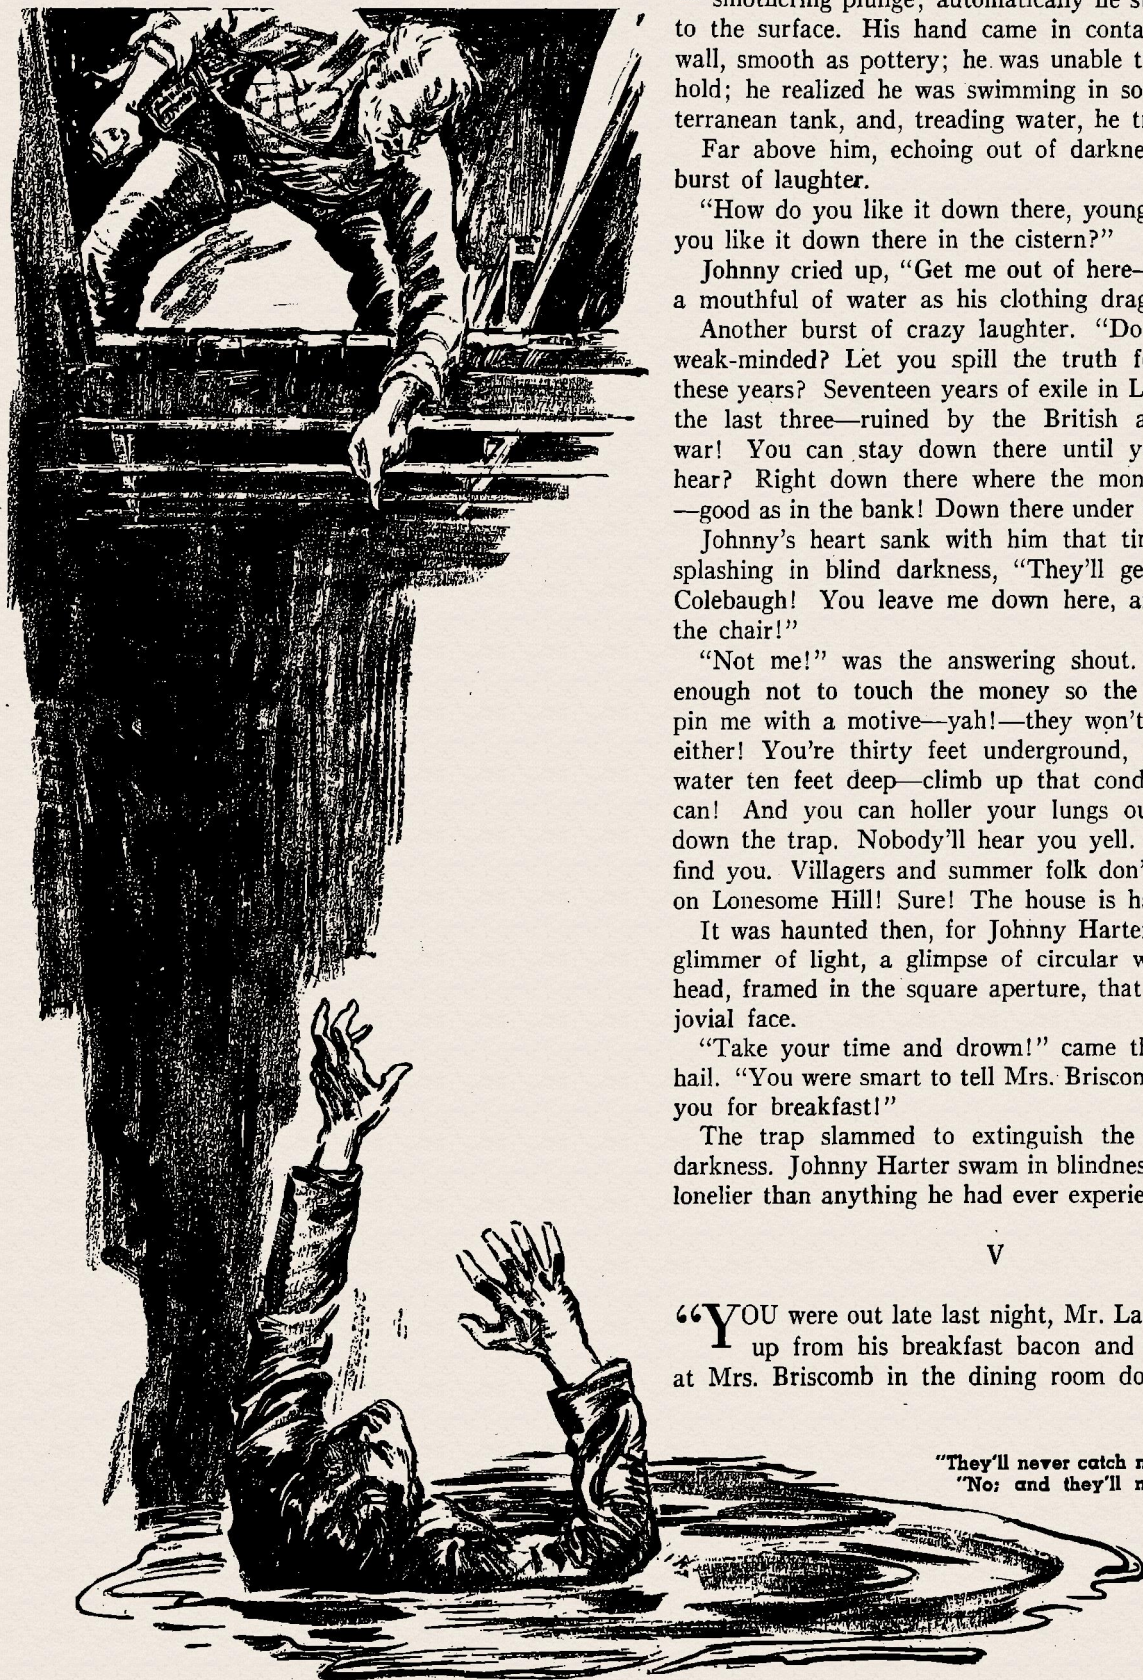 smothering plunge; automatically he s
to the surface. His hand came in conta
wall, smooth as pottery; he was unable t
hold; he realized he was swimming in so
terranean tank, and, treading water, he t
Far above him, echoing out of darkne
burst of laughter.
“How do you like it down there, young
you like it down there in the cistern?”
Johnny cried up, “Get me out of here—
a mouthful of water as his clothing drag
Another burst of crazy laughter. “Do
weak-minded? Let you spill the truth f
these years? Seventeen years of exile in L
the last three—ruined by the British a
war! You can stay down there until y
hear? Right down there where the mon
—good as in the bank! Down there under
Johnny’s heart sank with him that tim
splashing in blind darkness, “They’ll ge
Colebaugh! You leave me down here, a
the chair!”
“Not me!” was the answering shout.
enough not to touch the money so the
pin me with a motive—yah!—they won’t
either! You’re thirty feet underground,
water ten feet deep—climb up that cond
can! And you can holler your lungs ou
down the trap. Nobody’ll hear you yell.
find you. Villagers and summer folk don’
on Lonesome Hill! Sure! The house is h
It was haunted then, for Johnny Harte
glimmer of light, a glimpse of circular w
head, framed in the square aperture, that
jovial face.
“Take your time and drown!” came th
hail. “You were smart to tell Mrs. Briscom
you for breakfast!”
The trap slammed to extinguish the
darkness. Johnny Harter swam in blindnes
lonelier than anything he had ever experie
V
“YOU were out late last night, Mr. La
up from his breakfast bacon and
at Mrs. Briscomb in the dining room do
"They'll never catch m
"No; and they'll n